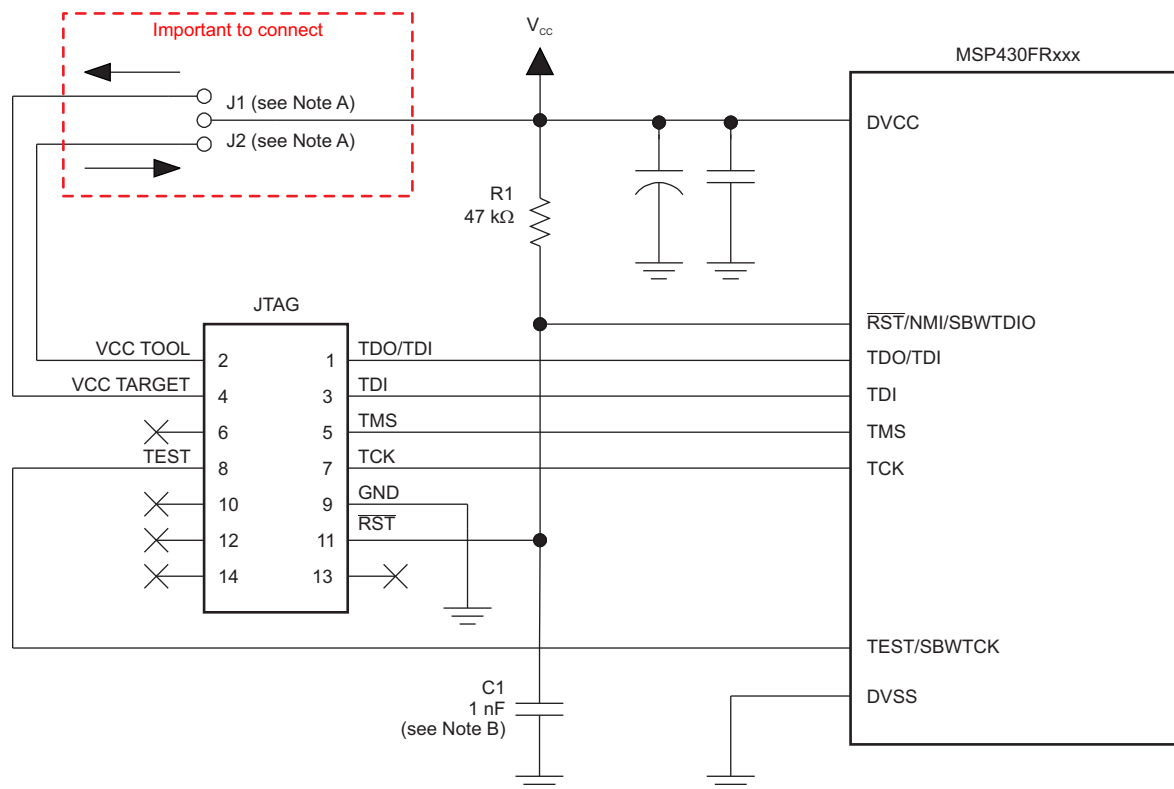 Important to connect
J1 (see Note A)
J2 (see Note A)
VCC
MSP430FRxxx
DVCC
R1
47 kΩ
JTAG
RST/NMI/SBWTDIO
VCC TOOL
2
1
TDO/TDI
TDO/TDI
VCC TARGET
4
3
TDI
TDI
6
5
TMS
TMS
TEST
8
7
TCK
TCK
10
9
GND
12
11
RST
14
13
TEST/SBWTCK
C1
1 nF
(see Note B)
DVSS